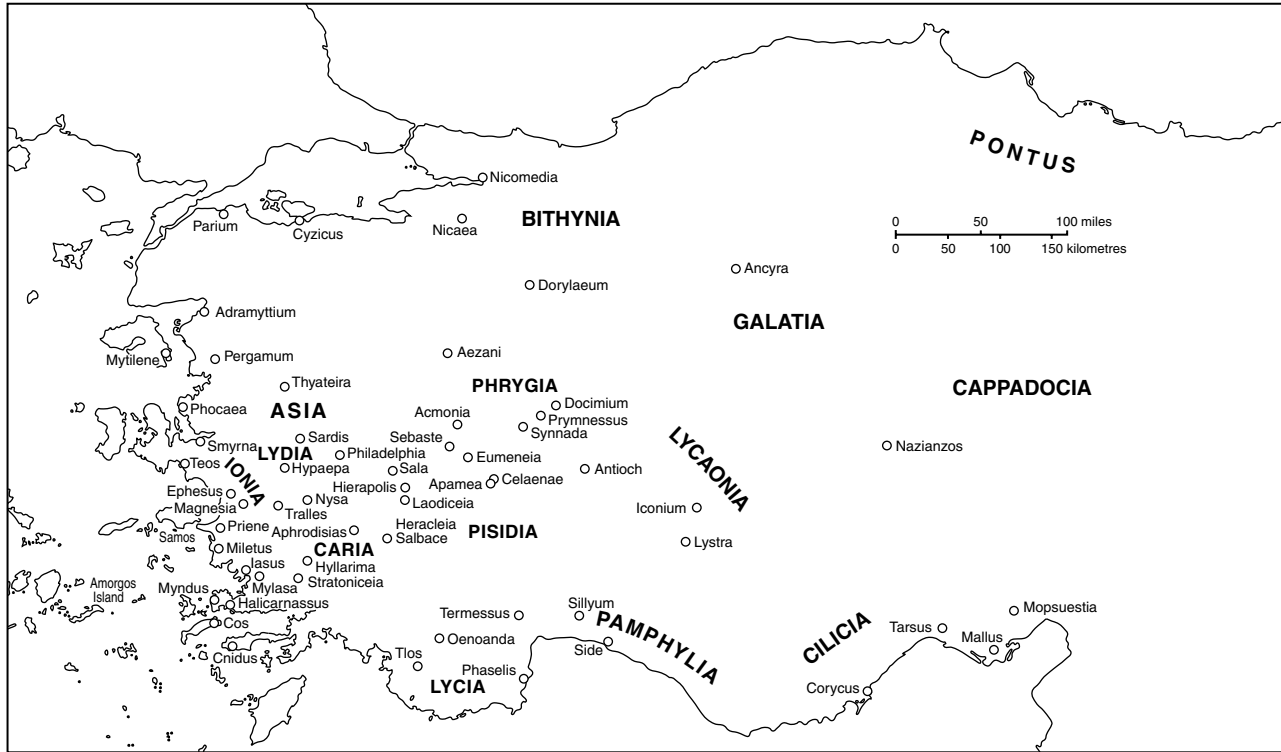 PONTUS
Nicomedia
Parium
Cyzicus
Nicaea
BITHYNIA
0 50 100 miles
0 50 100 150 kilometres
Ancyra
Dorylaeum
Adramyttium
GALATIA
Mytilene
Pergamum
Aezani
Thyateira
PHRYGIA
CAPPADOCIA
Phocaea
ASIA
Acmonia
Docimium
Prymnessus
Synnada
Smyrna
Sardis
Sebaste
LYDIA
Philadelphia
Eumeneia
LYCAONIA
Nazianzos
Teos
IONIA
Hypaepa
Sala
Antioch
Celaenae
Apamea
Hierapolis
Ephesus
Magnesia
Nysa
Laodiceia
Tralles
Iconium
Priene
Samos
Aphrodisias
Heracleia
Salbace
PISIDIA
Lystra
Miletus
CARIA
Iasus
Hyllarima
Mylasa
Stratoniceia
Amorgos
Island
Myndus
Halicarnassus
Cos
Termessus
Sillyum
PAMPHYLIA
CILICIA
Mopsuestia
Tarsus
Mallus
Cnidus
Oenoanda
Side
Tlos
Phaselis
LYCIA
Corycus